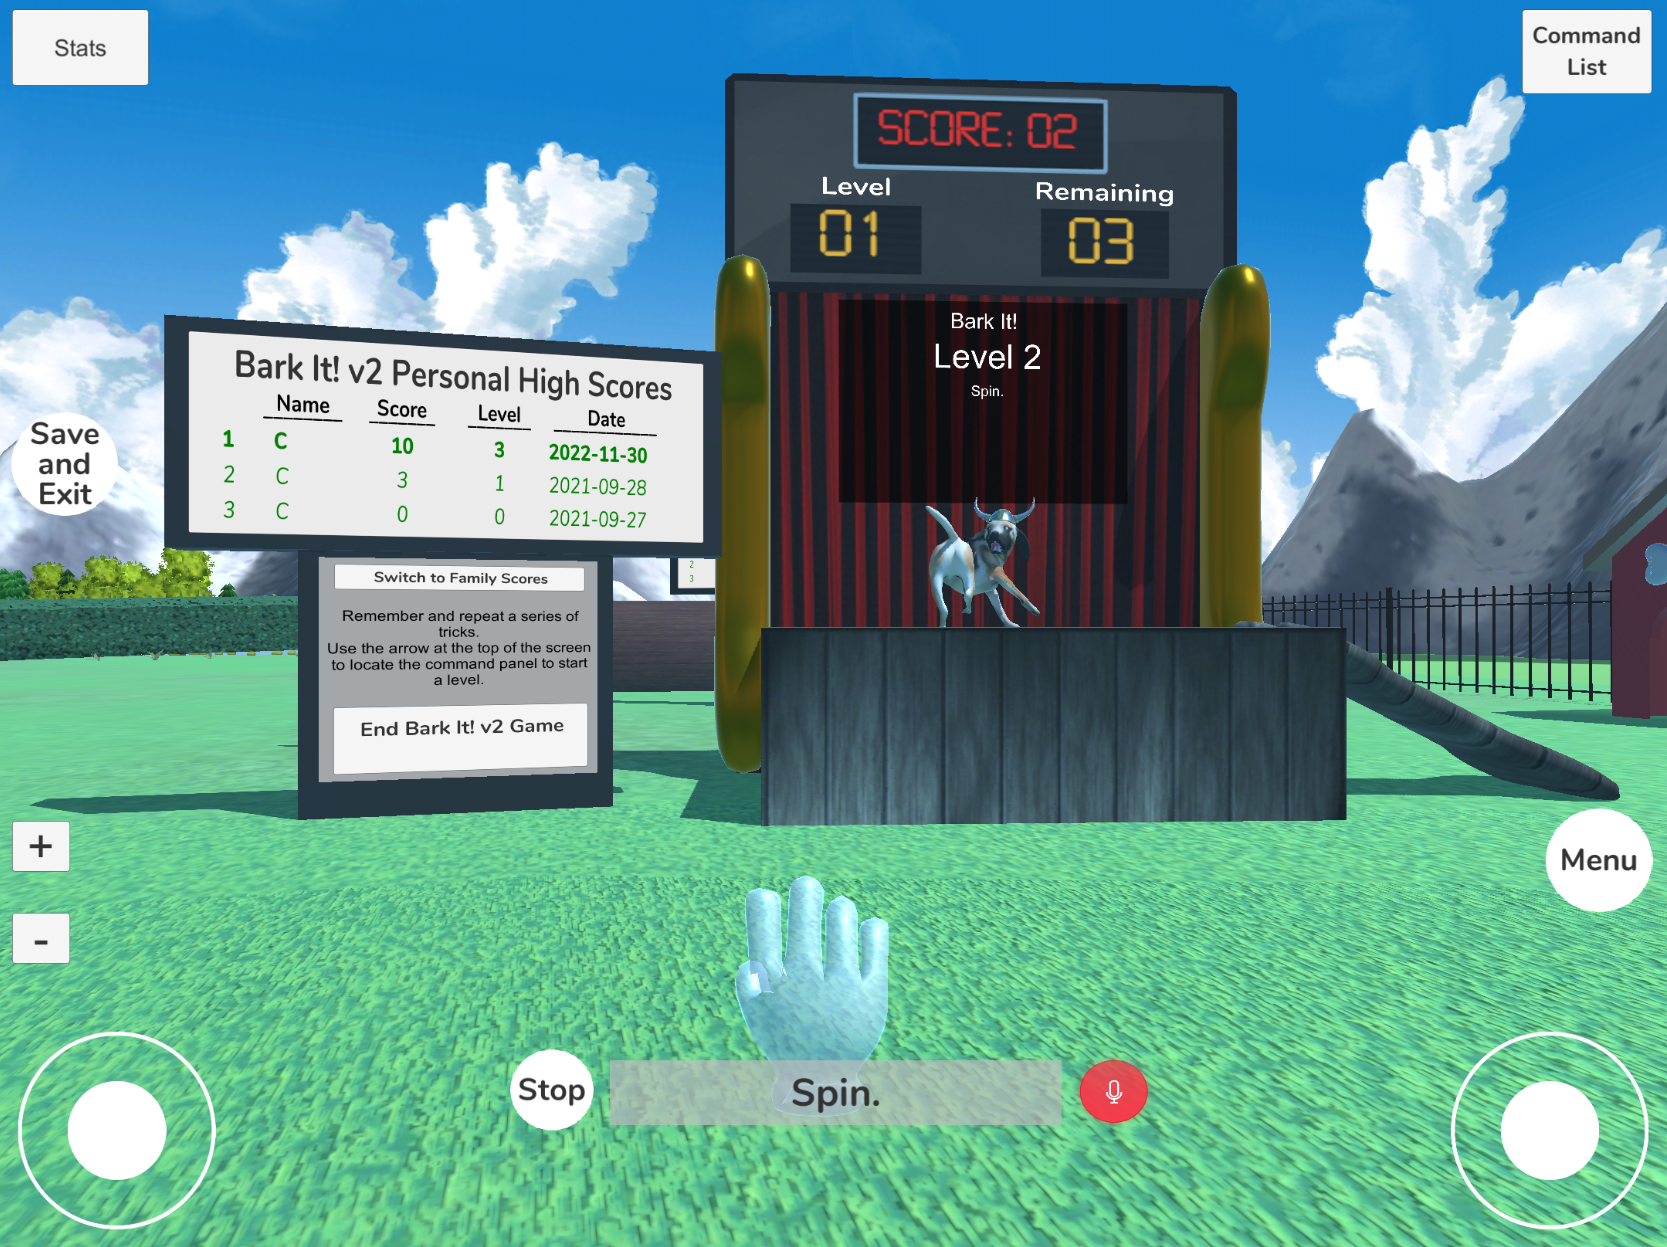 Stats
Command
List
SCORE: 02
Level
Remaining
01
03
Bark It!
Level 2
Spin.
Bark It! v2 Personal High Scores
Name Score Level Date
1 C 10 3 2022-11-30
2 C 3 1 2021-09-28
3 C 0 0 2021-09-27
Save
and
Exit
2
3
Switch to Family Scores
Remember and repeat a series of
tricks.
Use the arrow at the top of the screen
to locate the command panel to start
a level.
End Bark It! v2 Game
+
-
Menu
Stop
Spin.